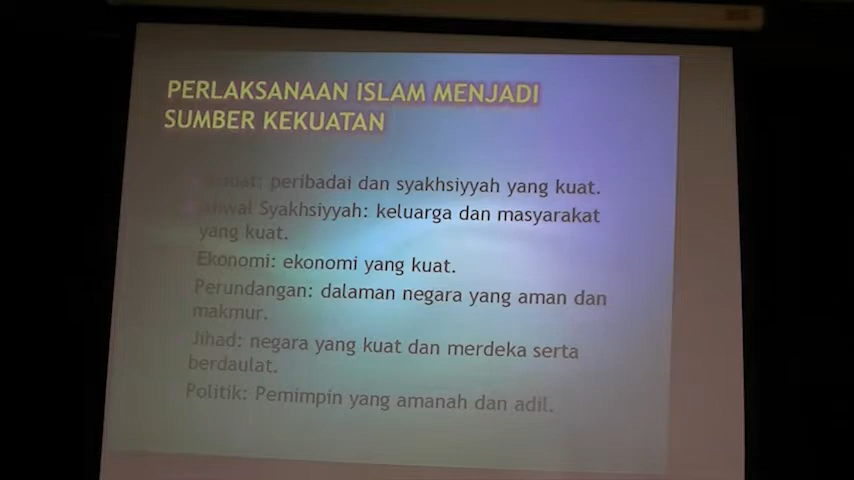 PERLAKSANAAN ISLAM MENJADI
SUMBER KEKUATAN
peribadai dan syakhsiyyah yang kuat.
Ahwal Syakhsiyyah: keluarga dan masyarakat
yang kuat.
Ekonomi: ekonomi yang kuat.
Perundangan: dalaman negara yang aman dan
makmur.
Jihad: negara yang kuat dan merdeka serta
berdaulat.
Politik: Pemimpin yang amanah dan adil.